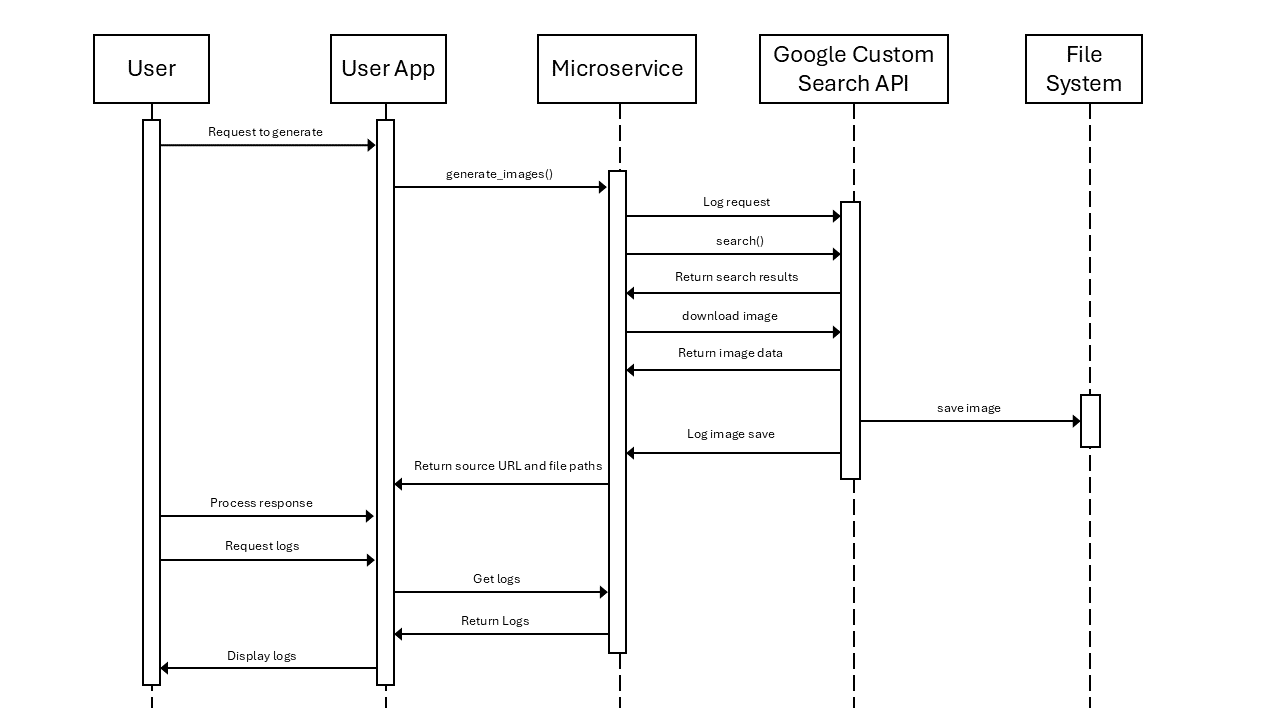 User
User App
Microservice
Google Custom
Search API
File
System
Request to generate
generate_images()
Log request
search()
Return search results
download image
Return image data
save image
Log image save
Return source URL and file paths
Process response
Request logs
Get logs
Return Logs
Display logs